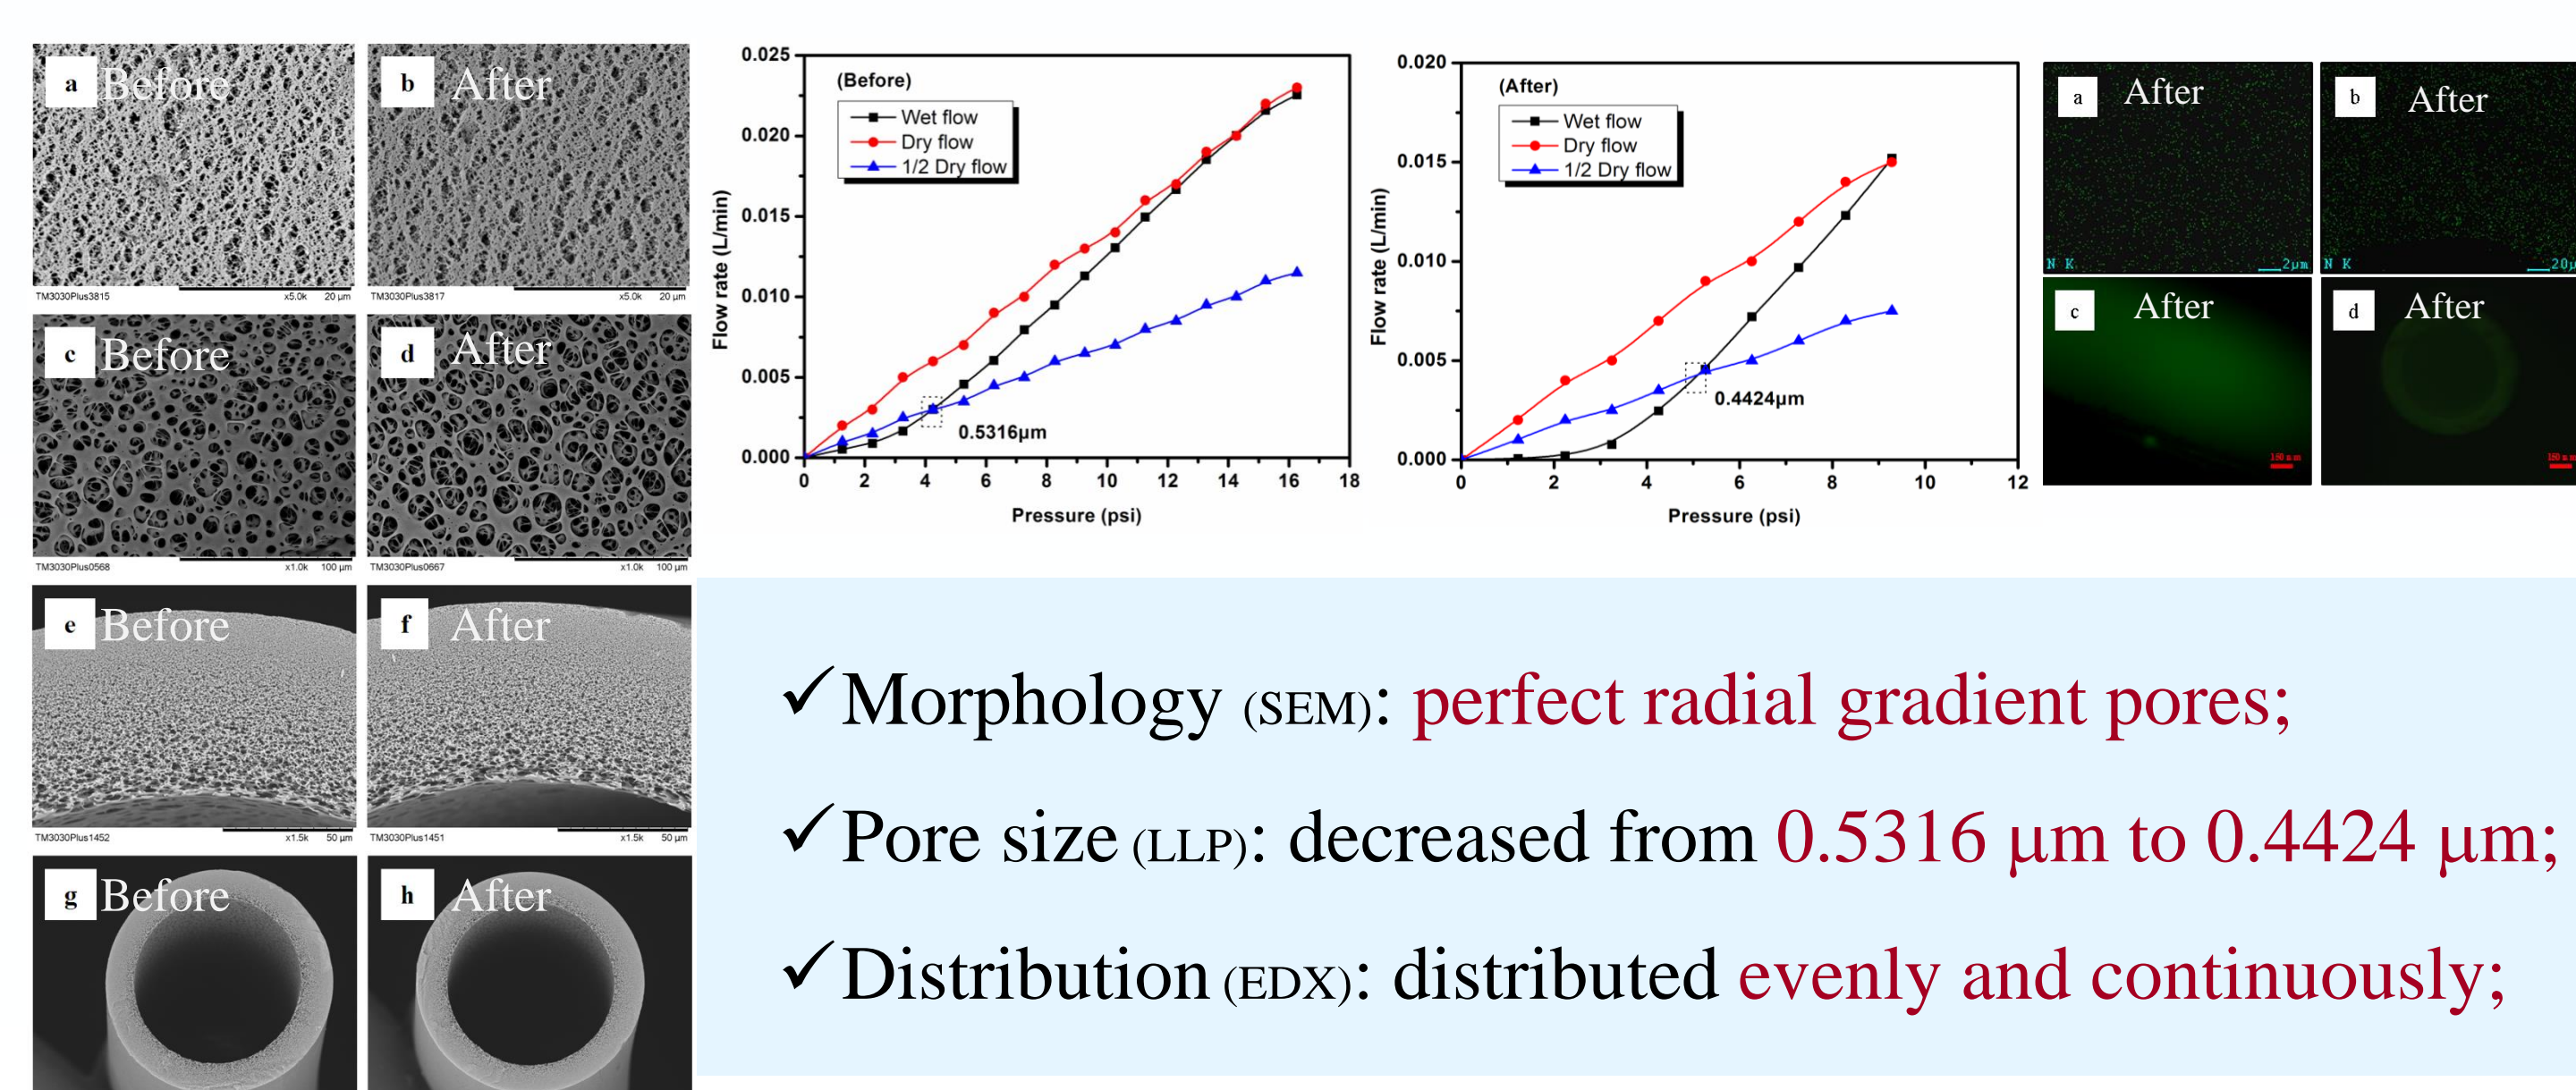 a Before
b After
TM3030Plus3815 x5.0k 20 μm
TM3030Plus3817 x5.0k 20 μm
c Before
d After
TM3030Plus0568 x1.0k 100 μm
TM3030Plus0667 x1.0k 100 μm
e Before
f After
TM3030Plus1452 x1.5k 50 μm
TM3030Plus1451 x1.5k 50 μm
g Before
h After
(Before)
Wet flow
Dry flow
1/2 Dry flow
0.025
0.020
0.015
0.010
0.005
0.000
Flow rate (L/min)
0.5316μm
0 2 4 6 8 10 12 14 16 18
Pressure (psi)
(After)
Wet flow
Dry flow
1/2 Dry flow
0.020
0.015
0.010
0.005
0.000
Flow rate (L/min)
0.4424μm
0 2 4 6 8 10 12
Pressure (psi)
a After
N K 2μm
b After
N K 20μ
c After
d After
✓Morphology (SEM): perfect radial gradient pores;
✓Pore size (LLP): decreased from 0.5316 μm to 0.4424 μm;
✓Distribution (EDX): distributed evenly and continuously;